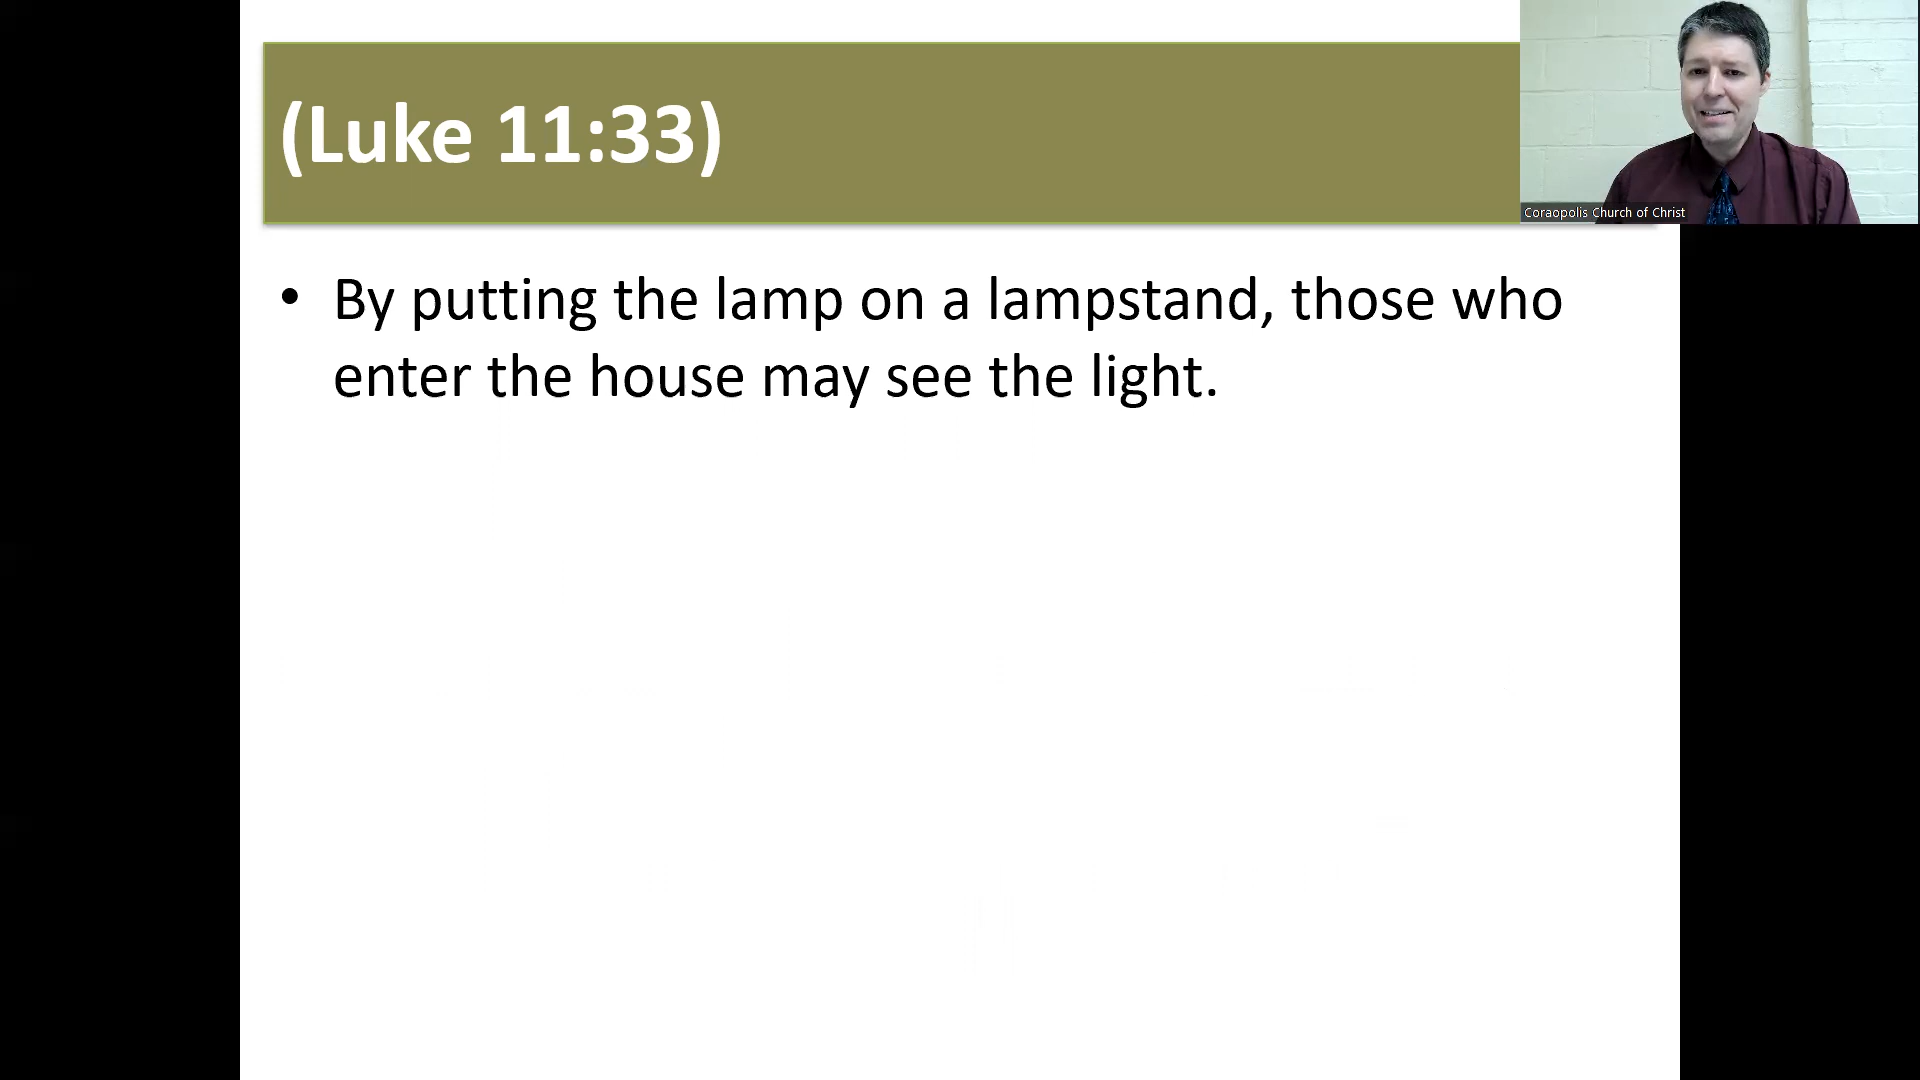 (Luke 11:33)
Coraopolis Church of Christ
• By putting the lamp on a lampstand, those who
enter the house may see the light.